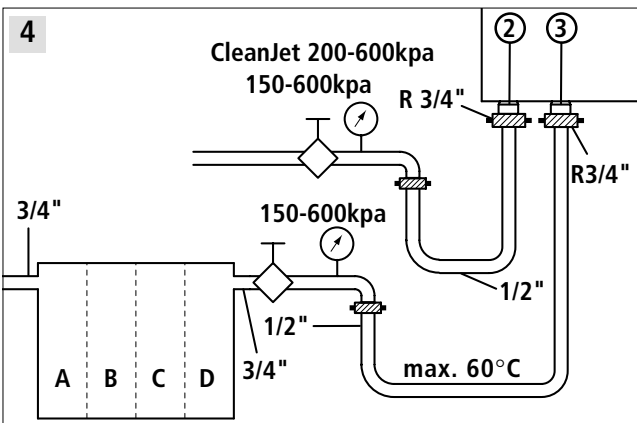 4
2 3
CleanJet 200-600kpa
150-600kpa
R 3/4"
R3/4"
3/4"
150-600kpa
1/2"
1/2"
3/4"
max. 60°C
A B C D